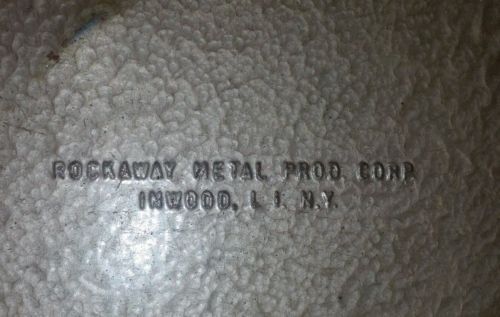 ROCKAWAY METAL PROD. CORP.
INWOOD, L. I. N.Y.